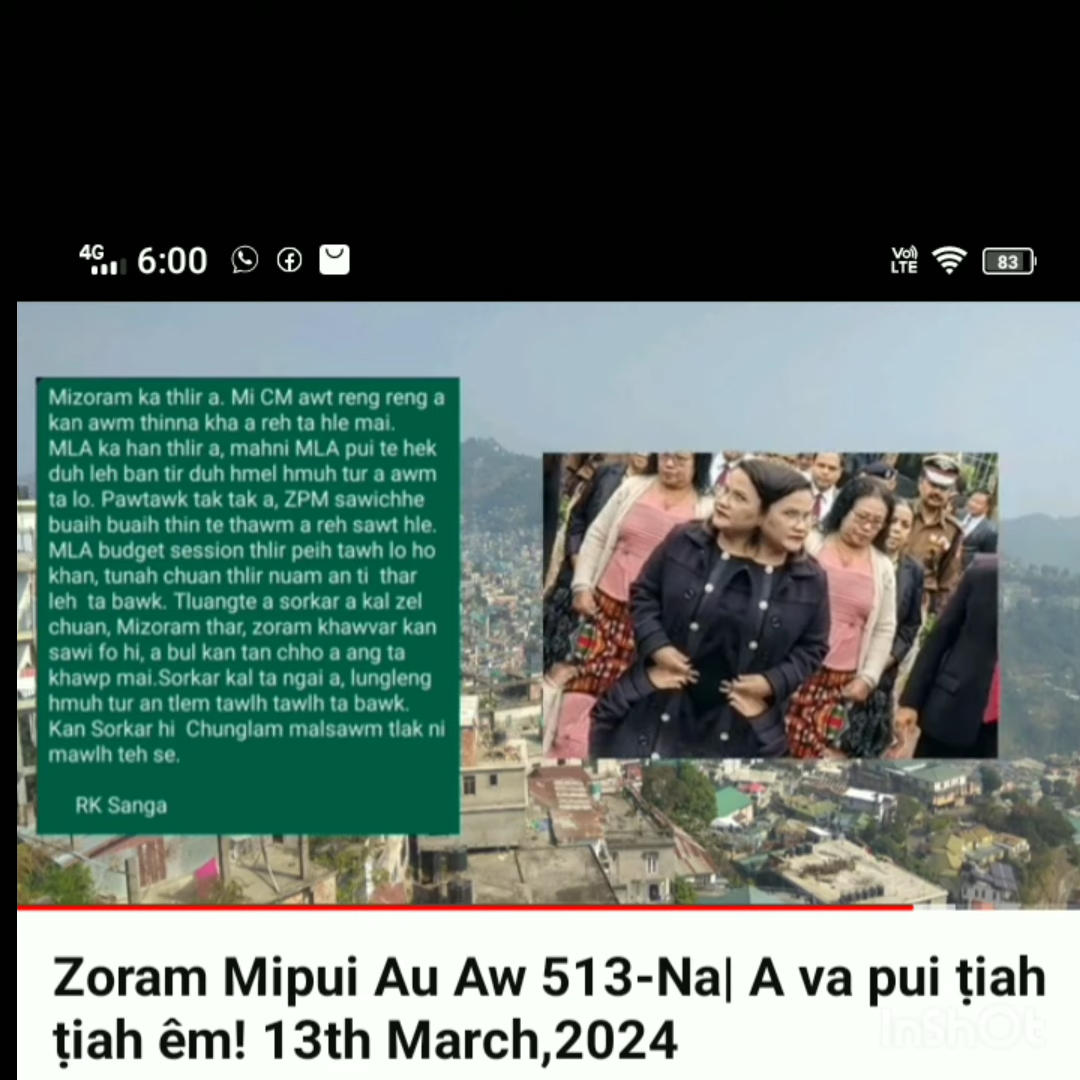 4G 6:00 Vo)) LTE 83
Mizoram ka thlir a. Mi CM awt reng reng a
kan awm thinna kha a reh ta hle mai.
MLA ka han thlir a, mahni MLA pui te hek
duh leh ban tir duh hmel hmuh tur a awm
ta lo. Pawtawk tak tak a, ZPM sawichhe
buaih buaih thin te thawm a reh sawt hle.
MLA budget session thlir peih tawh lo ho
khan, tunah chuan thlir nuam an ti thar
leh ta bawk. Tluangte a sorkar a kal zel
chuan, Mizoram thar, zoram khawvar kan
sawi fo hi, a bul kan tan chho a ang ta
khawp mai.Sorkar kal ta ngai a, lungleng
hmuh tur an tlem tawlh tawlh ta bawk.
Kan Sorkar hi Chunglam malsawm tlak ni
mawlh teh se.
RK Sanga
Zoram Mipui Au Aw 513-Na| A va pui ṭiah
ṭiah êm! 13th March,2024
InShOt